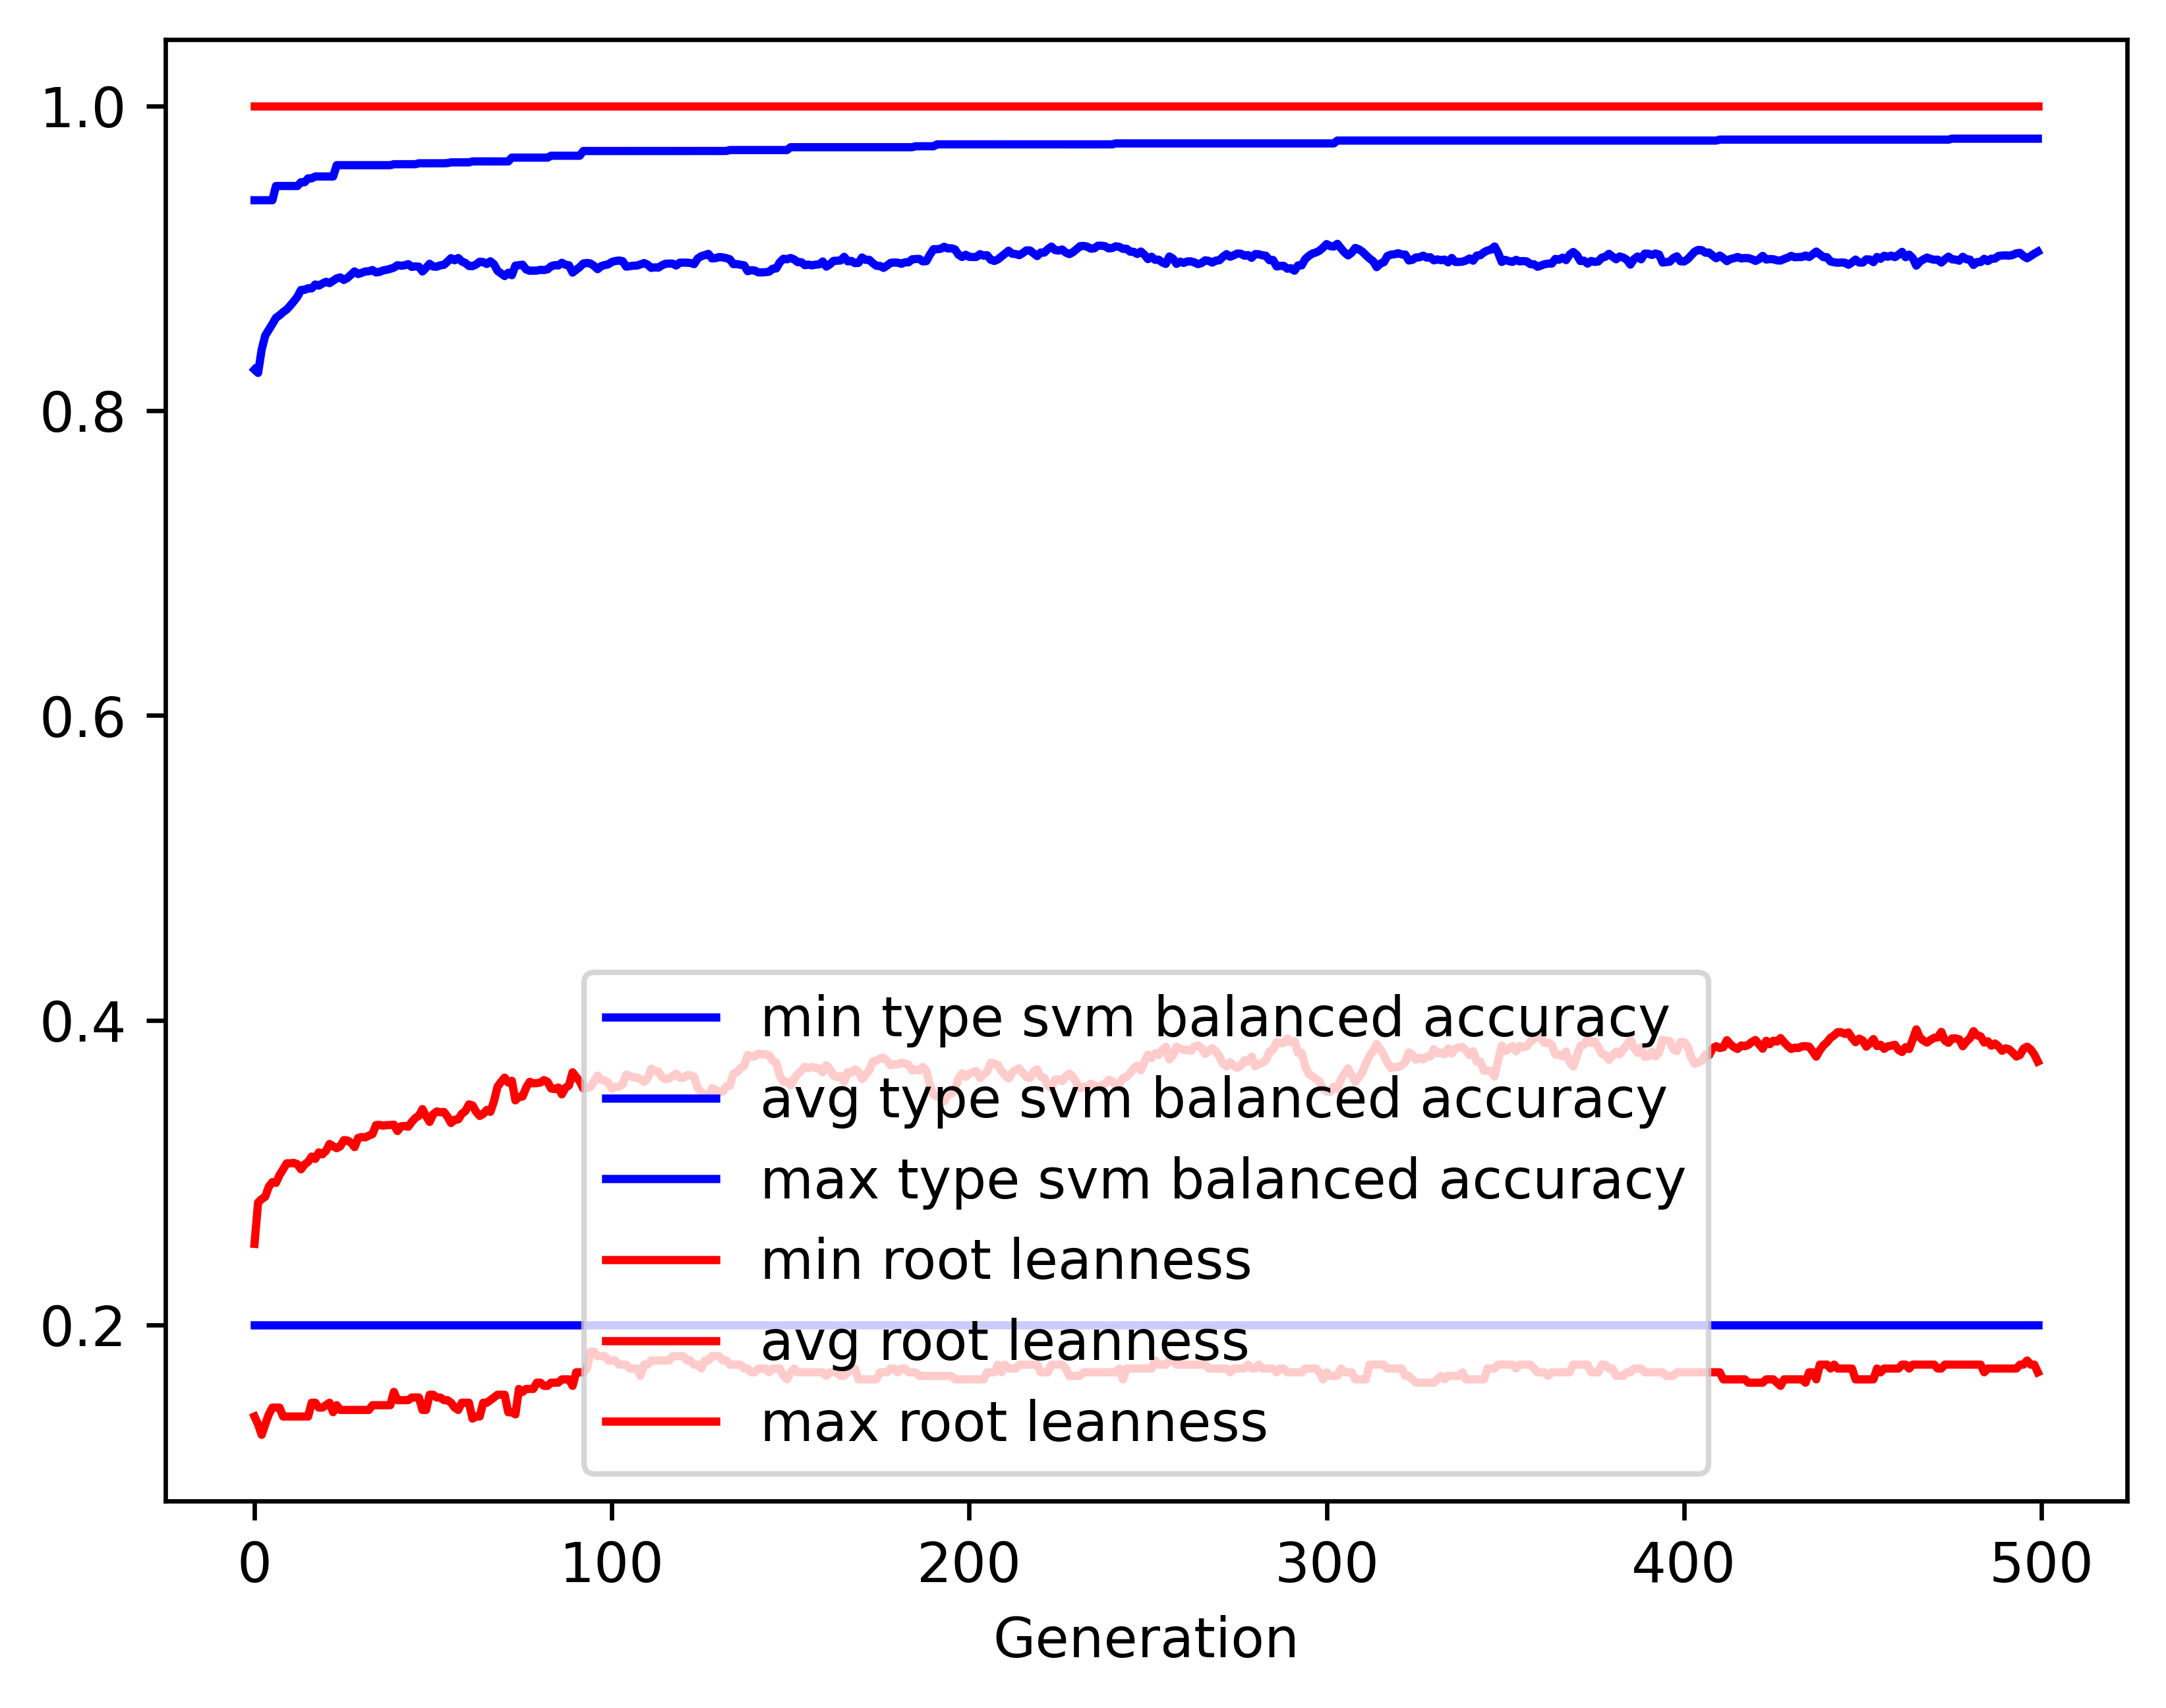 1.0
0.8
0.6
0.4
0.2
min type svm balanced accuracy
avg type svm balanced accuracy
max type svm balanced accuracy
min root leanness
avg root leanness
max root leanness
0 100 200 300 400 500
Generation